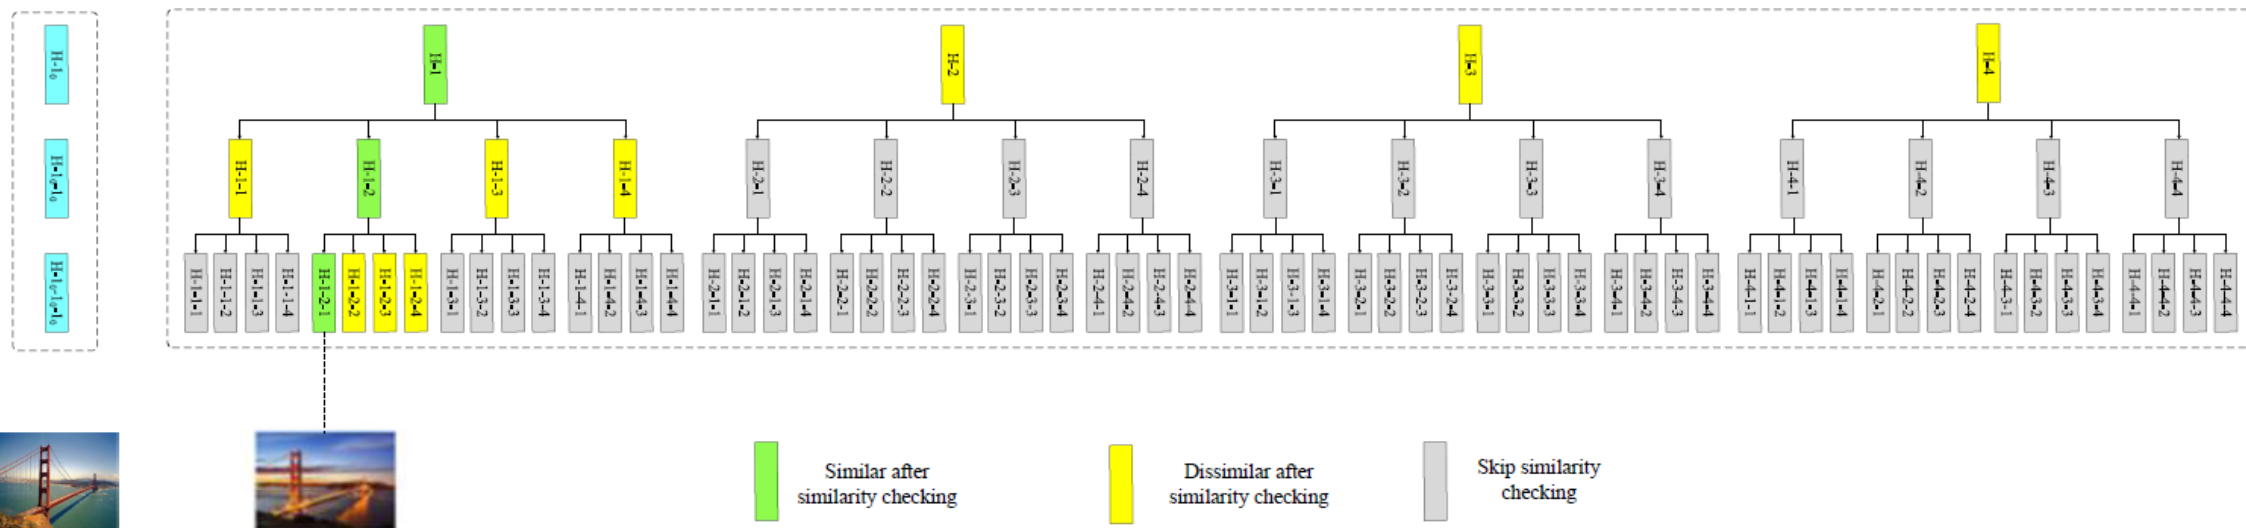 H-1₀
H-1
H-2
H-3
H-4
H-1₀-1₀
H-1-1
H-1-2
H-1-3
H-1-4
H-2-1
H-2-2
H-2-3
H-2-4
H-3-1
H-3-2
H-3-3
H-3-4
H-4-1
H-4-2
H-4-3
H-4-4
H-1₀-1₀-1₀
H-1-1-1
H-1-1-2
H-1-1-3
H-1-1-4
H-1-2-1
H-1-2-2
H-1-2-3
H-1-2-4
H-1-3-1
H-1-3-2
H-1-3-3
H-1-3-4
H-1-4-1
H-1-4-2
H-1-4-3
H-1-4-4
H-2-1-1
H-2-1-2
H-2-1-3
H-2-1-4
H-2-2-1
H-2-2-2
H-2-2-3
H-2-2-4
H-2-3-1
H-2-3-2
H-2-3-3
H-2-3-4
H-2-4-1
H-2-4-2
H-2-4-3
H-2-4-4
H-3-1-1
H-3-1-2
H-3-1-3
H-3-1-4
H-3-2-1
H-3-2-2
H-3-2-3
H-3-2-4
H-3-3-1
H-3-3-2
H-3-3-3
H-3-3-4
H-3-4-1
H-3-4-2
H-3-4-3
H-3-4-4
H-4-1-1
H-4-1-2
H-4-1-3
H-4-1-4
H-4-2-1
H-4-2-2
H-4-2-3
H-4-2-4
H-4-3-1
H-4-3-2
H-4-3-3
H-4-3-4
H-4-4-1
H-4-4-2
H-4-4-3
H-4-4-4
Similar after
similarity checking
Dissimilar after
similarity checking
Skip similarity
checking